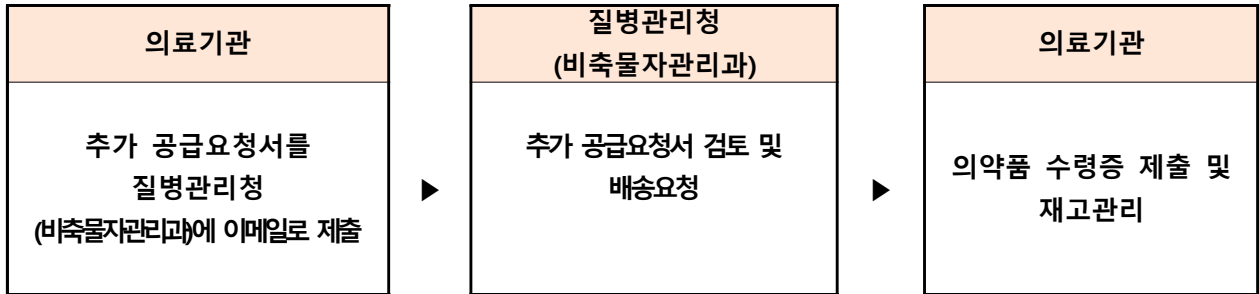 의료기관
추가 공급요청서를
질병관리청
(비축물자관리과)에 이메일로 제출
▶
질병관리청
(비축물자관리과)
추가 공급요청서 검토 및
배송요청
▶
의료기관
의약품 수령증 제출 및
재고관리